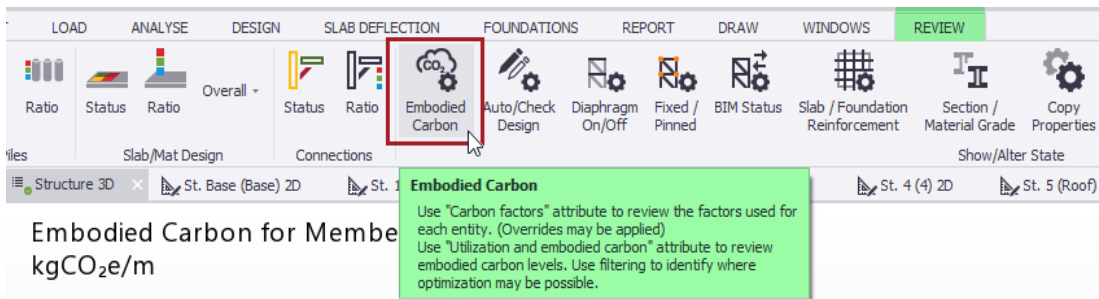 LOAD ANALYSE DESIGN SLAB DEFLECTION FOUNDATIONS REPORT DRAW WINDOWS REVIEW
CO₂
Ratio Status Ratio Overall Status Ratio Embodied Carbon Auto/Check Design Diaphragm On/Off Fixed / Pinned BIM Status Slab / Foundation Reinforcement Section / Material Grade Copy Properties
Slab/Mat Design Connections Show/Alter State
Structure 3D St. Base (Base) 2D St. 1 St. 4 (4) 2D St. 5 (Roof)
Embodied Carbon
Use "Carbon factors" attribute to review the factors used for
each entity. (Overrides may be applied)
Use "Utilization and embodied carbon" attribute to review
embodied carbon levels. Use filtering to identify where
optimization may be possible.
Embodied Carbon for Membe
kgCO₂e/m